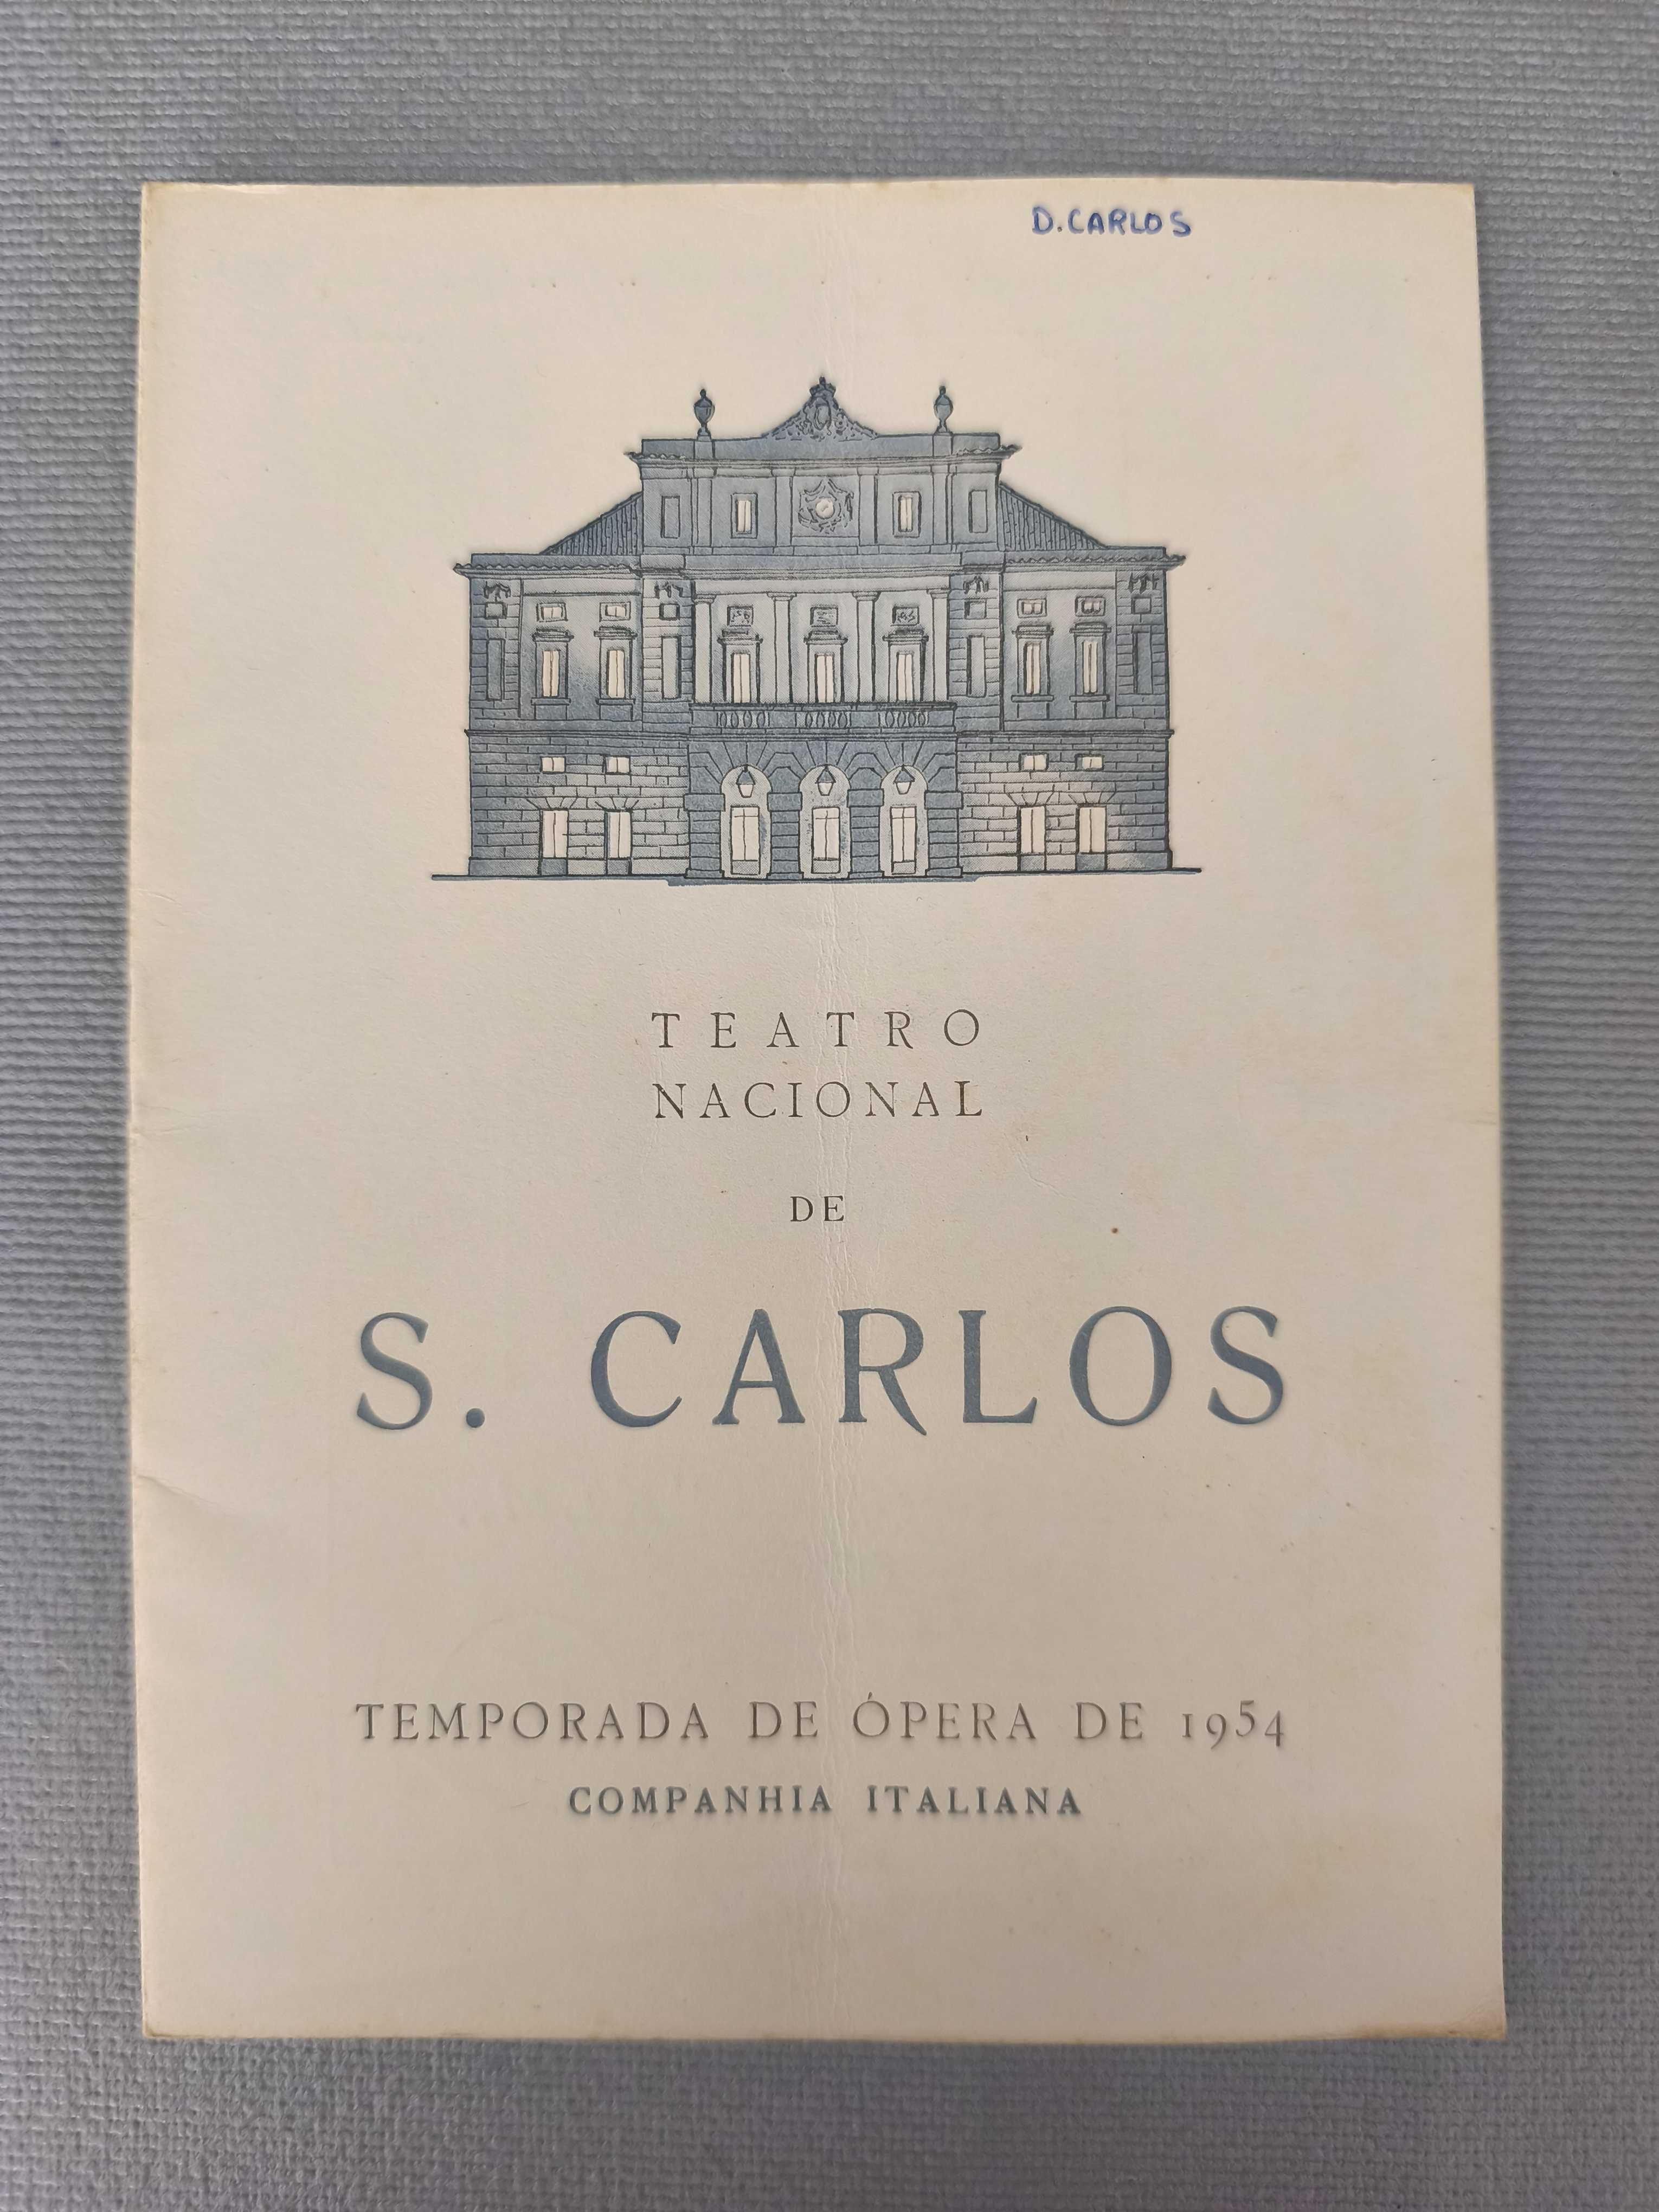 D. CARLOS
TEATRO
NACIONAL
DE
S. CARLOS
TEMPORADA DE ÓPERA DE 1954
COMPANHIA ITALIANA